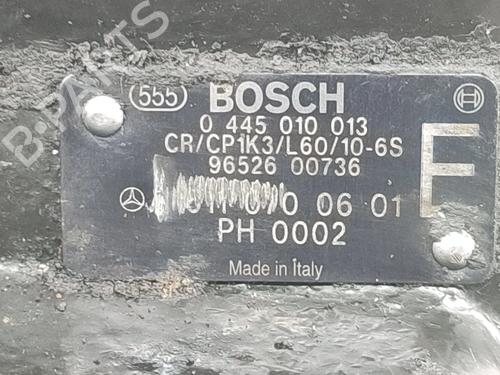 B-PARTS
555 BOSCH
0 445 010 013
CR/CP1K3/L60/10-6S
F
96526 00736
0 06 01
PH 0002
Made in Italy